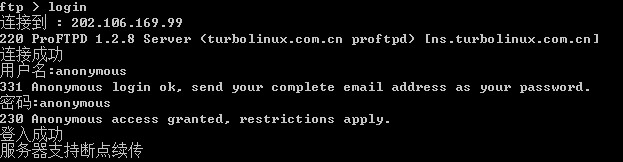 ftp > login
连接到 : 202.106.169.99
220 ProFTPD 1.2.8 Server (turbolinux.com.cn proftpd) [ns.turbolinux.com.cn]
连接成功
用户名:anonymous
331 Anonymous login ok, send your complete email address as your password.
密码:anonymous
230 Anonymous access granted, restrictions apply.
登入成功
服务器支持断点续传